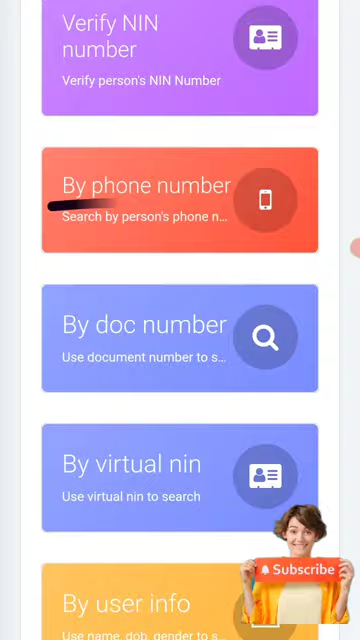 Verify NIN
number
Verify person's NIN Number
By phone number
Search by person's phone n...
By doc number
Use document number to s...
By virtual nin
Use virtual nin to search
Subscribe
By user info
Use name, dob, gender to s...